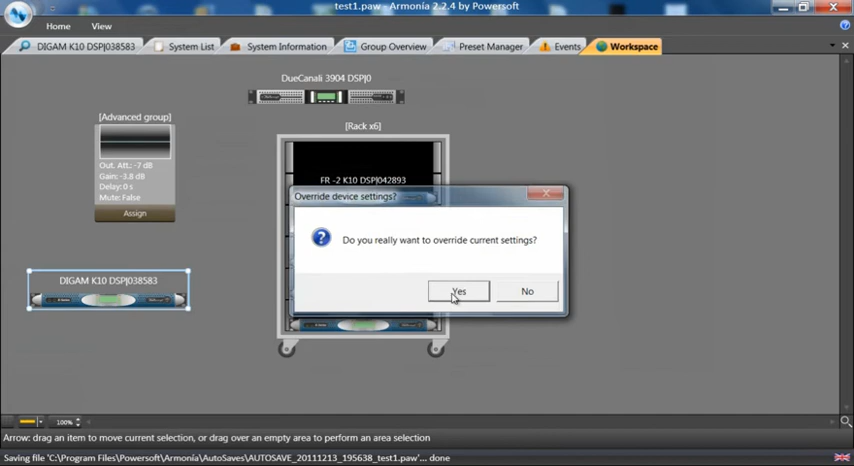 test1.paw - Armonía 2.2.4 by Powersoft
Home View
DIGAM K10 DSP|038583 System List System Information Group Overview Preset Manager Events Workspace
DueCanali 3904 DSP|0
[Advanced group]
[Rack x6]
Out. Att.: -7 dB
Gain: -3.8 dB
Delay: 0 s
Mute: False
Assign
FR -2 K10 DSP|042893
Override device settings?
Do you really want to override current settings?
Yes No
DIGAM K10 DSP|038583
100%
Arrow: drag an item to move current selection, or drag over an empty area to perform an area selection
Saving file 'C:\Program Files\Powersoft\Armonía\AutoSaves\AUTOSAVE_20111213_195638_test1.paw'... done